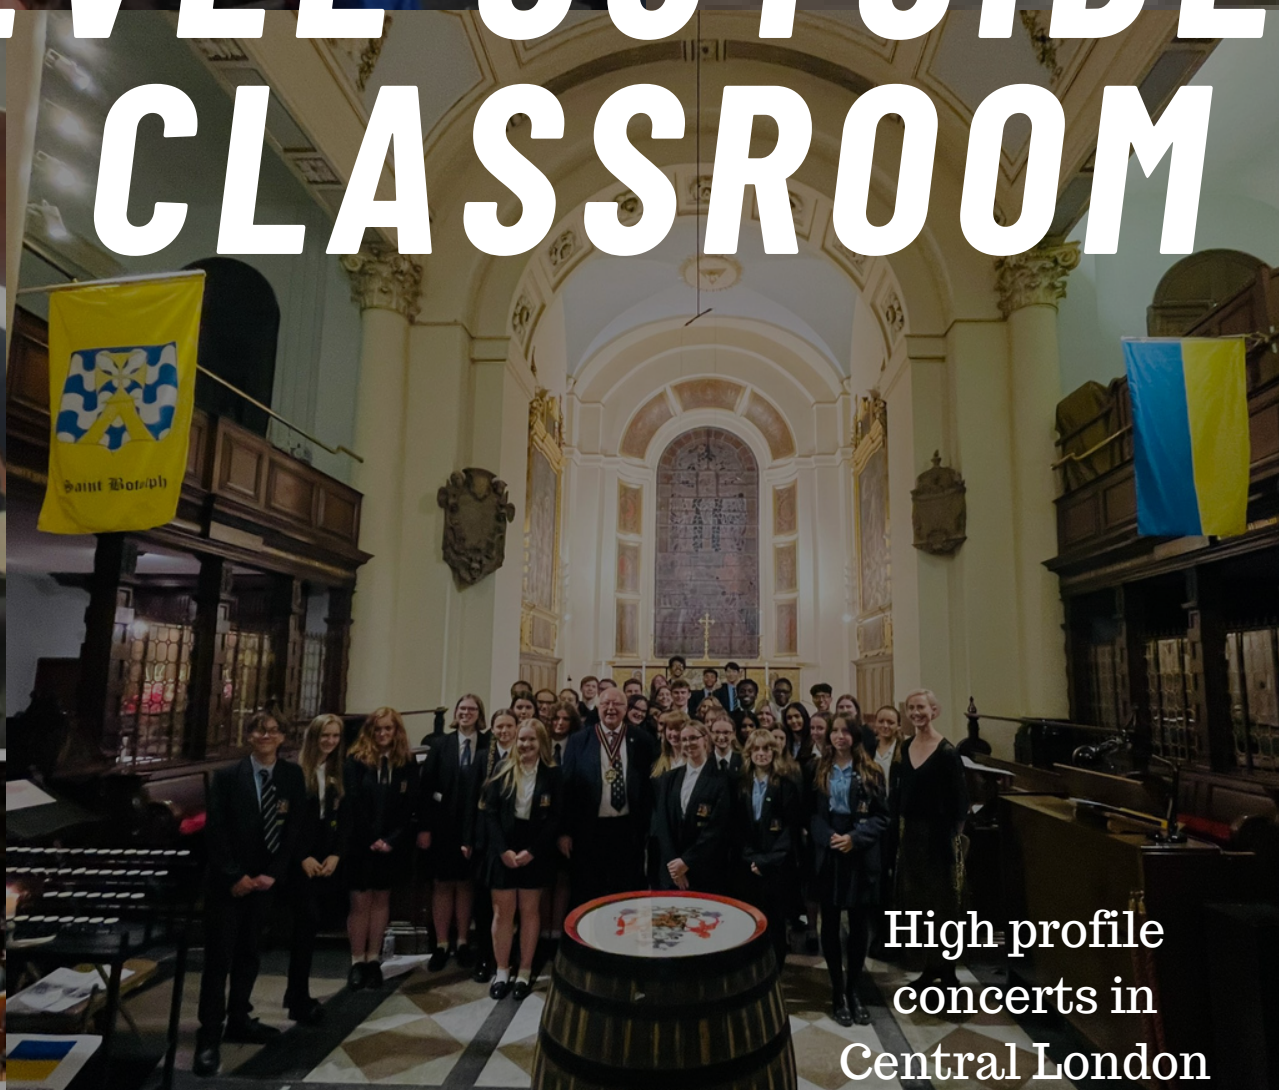 CLASSROOM
Saint Botolph
High profile
concerts in
Central London